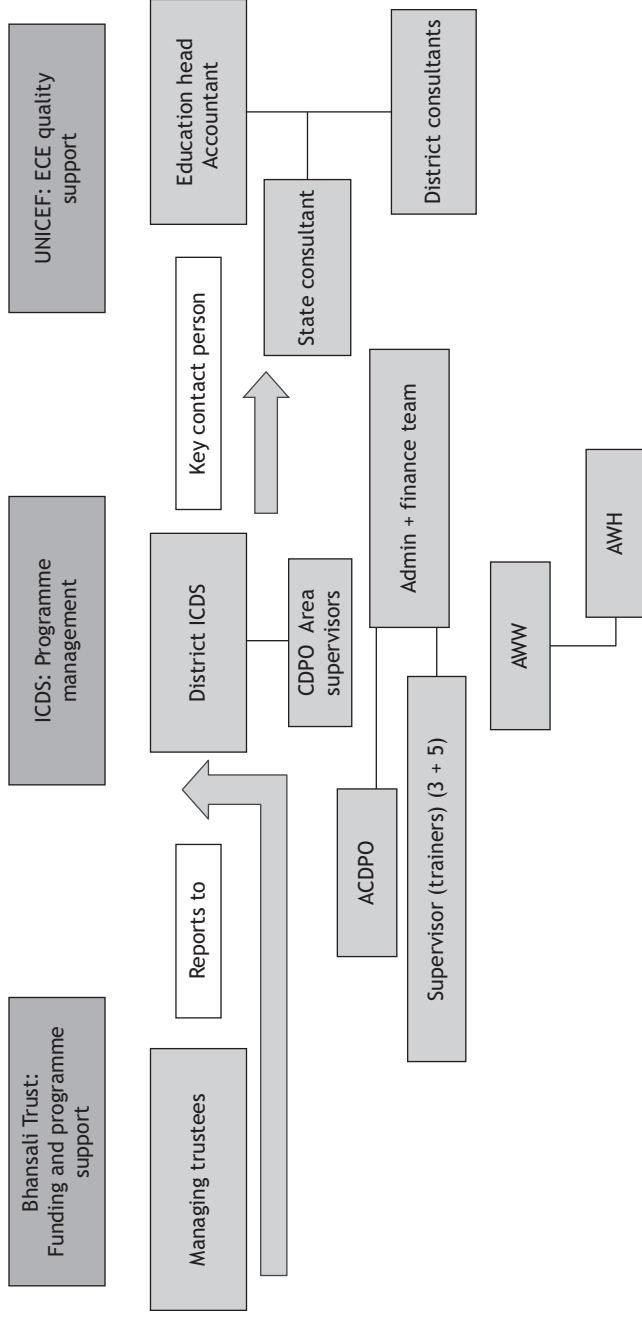 Bhansali Trust:
Funding and programme
support
ICDS: Programme
management
UNICEF: ECE quality
support
Managing trustees
Reports to
District ICDS
Key contact person
Education head
Accountant
CDPO Area
supervisors
State consultant
ACDPO
Admin + finance team
District consultants
Supervisor (trainers) (3 + 5)
AWW
AWH